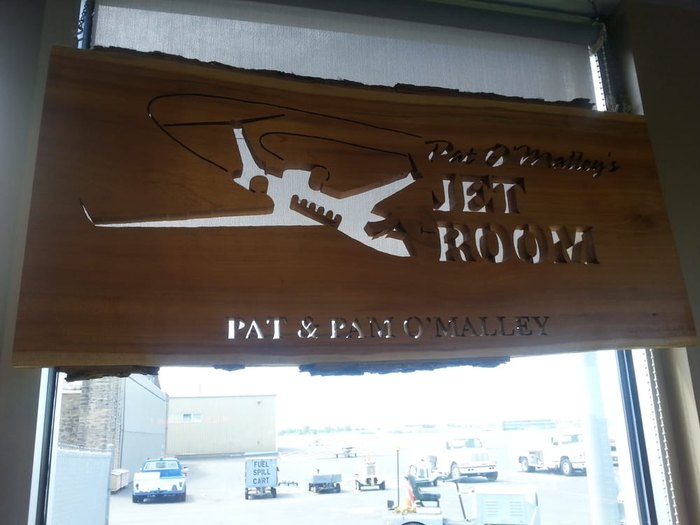 Pat O'Malley's
JET
ROOM
PAT & PAM O'MALLEY
FUEL
SPILL
CART